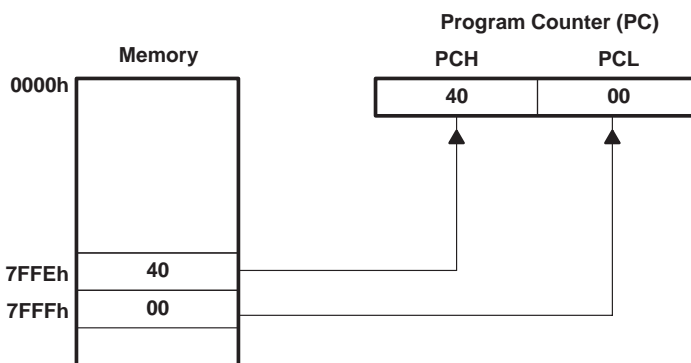 Program Counter (PC)
Memory PCH PCL
0000h
40 00
7FFEh 40
7FFFh 00